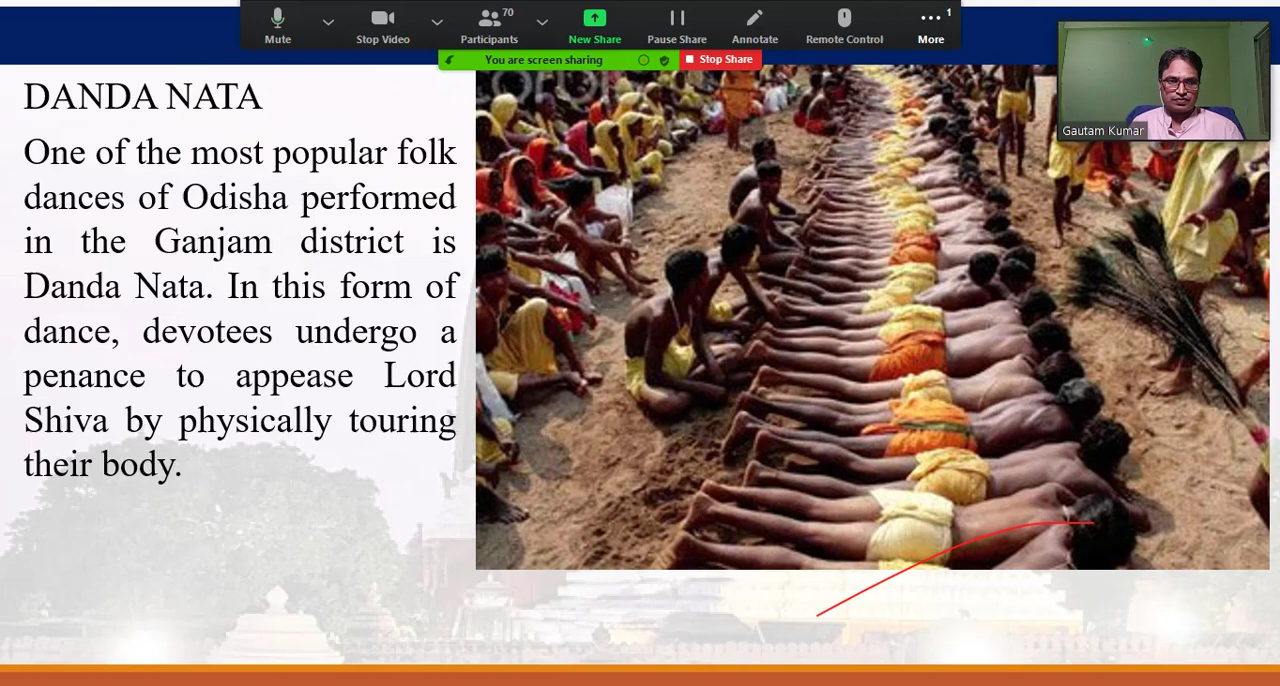 70
1
Mute
Stop Video
Participants
New Share
Pause Share
Annotate
Remote Control
More
You are screen sharing
Stop Share
Gautam Kumar
DANDA NATA
One of the most popular folk
dances of Odisha performed
in the Ganjam district is
Danda Nata. In this form of
dance, devotees undergo a
penance to appease Lord
Shiva by physically touring
their body.